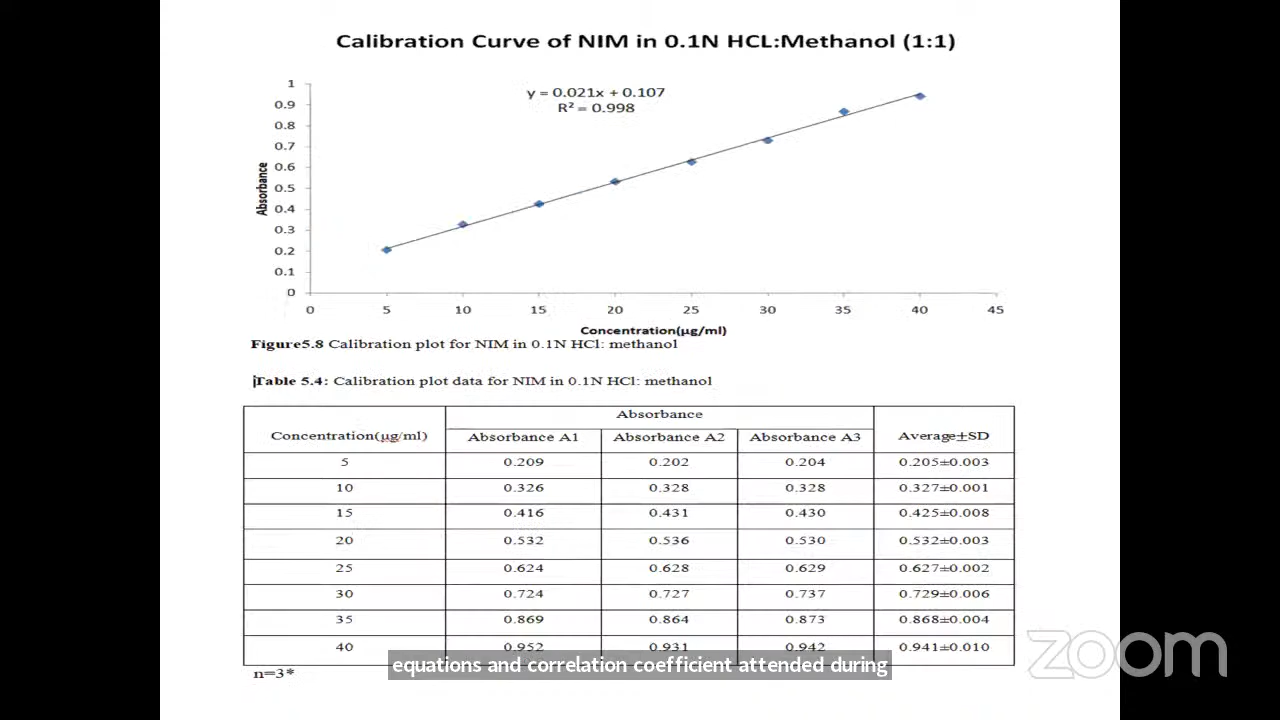 Calibration Curve of NIM in 0.1N HCL:Methanol (1:1)
y = 0.021x + 0.107
R² = 0.998
1
0.9
0.8
0.7
0.6
0.5
0.4
0.3
0.2
0.1
0
Absorbance
0 5 10 15 20 25 30 35 40 45
Concentration(µg/ml)
Figure5.8 Calibration plot for NIM in 0.1N HCl: methanol
Table 5.4: Calibration plot data for NIM in 0.1N HCl: methanol
Absorbance
Concentration(µg/ml) Absorbance A1 Absorbance A2 Absorbance A3 Average±SD
5 0.209 0.202 0.204 0.205±0.003
10 0.326 0.328 0.328 0.327±0.001
15 0.416 0.431 0.430 0.425±0.008
20 0.532 0.536 0.530 0.532±0.003
25 0.624 0.628 0.629 0.627±0.002
30 0.724 0.727 0.737 0.729±0.006
35 0.869 0.864 0.873 0.868±0.004
40 0.952 0.931 0.942 0.941±0.010
n=3*
equations and correlation coefficient attended during
zoom